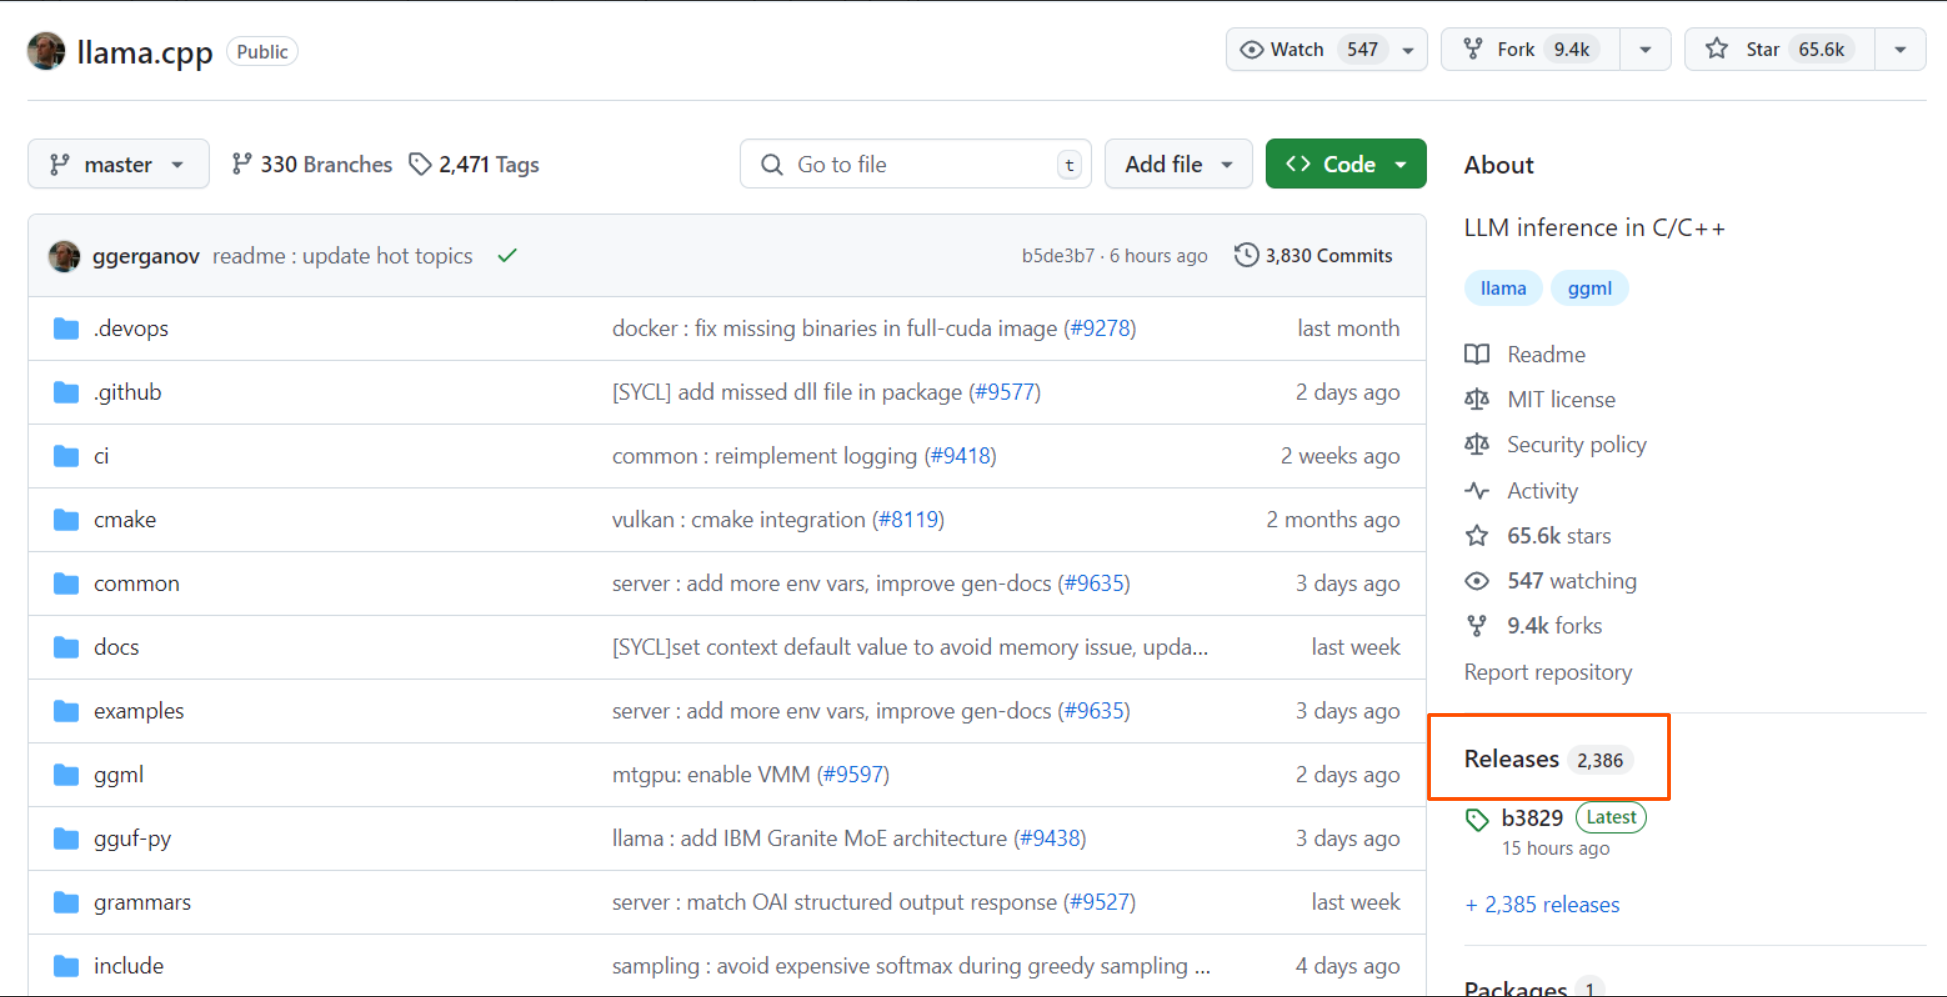 llama.cpp Public Watch 547 Fork 9.4k Star 65.6k
master 330 Branches 2,471 Tags Go to file t Add file Code
ggerganov readme : update hot topics b5de3b7 · 6 hours ago 3,830 Commits
.devops docker : fix missing binaries in full-cuda image (#9278) last month
.github [SYCL] add missed dll file in package (#9577) 2 days ago
ci common : reimplement logging (#9418) 2 weeks ago
cmake vulkan : cmake integration (#8119) 2 months ago
common server : add more env vars, improve gen-docs (#9635) 3 days ago
docs [SYCL]set context default value to avoid memory issue, upda... last week
examples server : add more env vars, improve gen-docs (#9635) 3 days ago
ggml mtgpu: enable VMM (#9597) 2 days ago
gguf-py llama : add IBM Granite MoE architecture (#9438) 3 days ago
grammars server : match OAI structured output response (#9527) last week
include sampling : avoid expensive softmax during greedy sampling ... 4 days ago
About
LLM inference in C/C++
llama ggml
Readme
MIT license
Security policy
Activity
65.6k stars
547 watching
9.4k forks
Report repository
Releases 2,386
b3829 Latest
15 hours ago
+ 2,385 releases
Packages 1